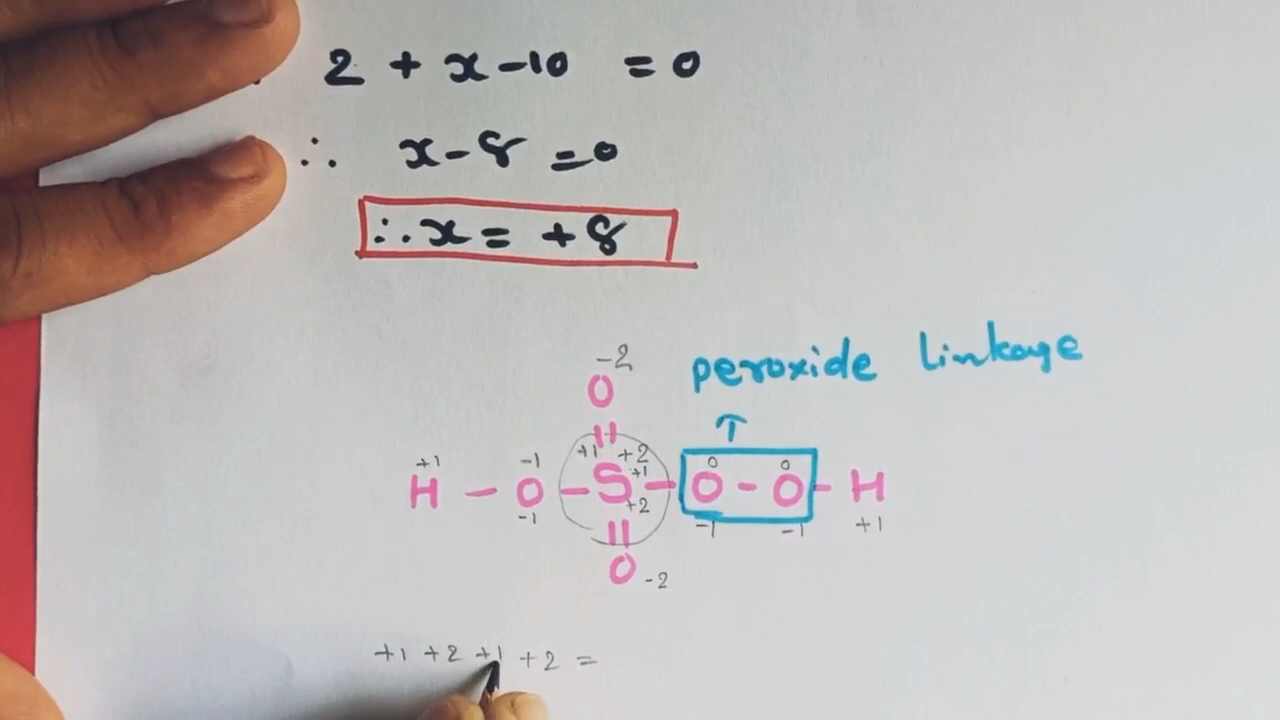 2 + x - 10 = 0
∴ x - 8 = 0
∴ x = + 8
peroxide linkage
↑
-2
O
||
+1 +2
+1 -1 +1 0 0
H - O - S - O - O - H
-1 +2 -1 -1 +1
||
O -2
+1 +2 +1 +2 =